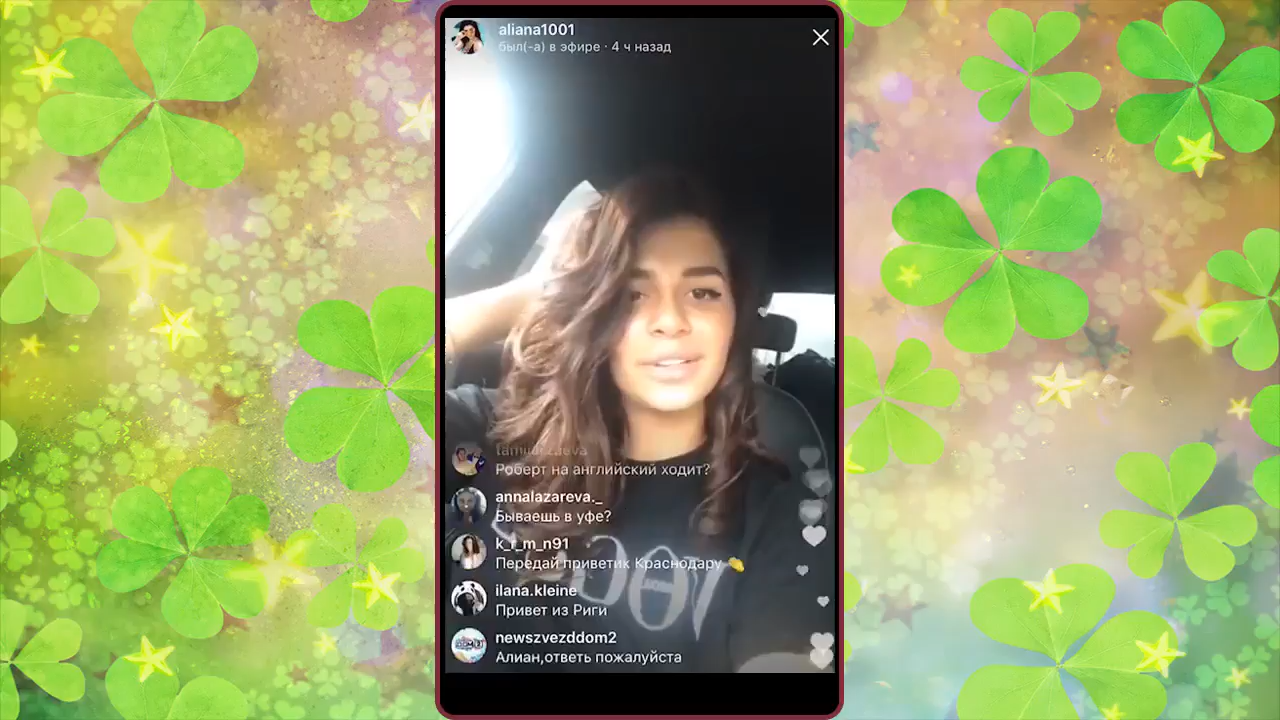 aliana1001
был(-а) в эфире · 4 ч назад
Роберт на английский ходит?
annalazareva._
Бываешь в уфе?
k_r_m_n91
Передай приветик Краснодару
ilana.kleine
Привет из Риги
newszvezddom2
Алиан,ответь пожалуйста